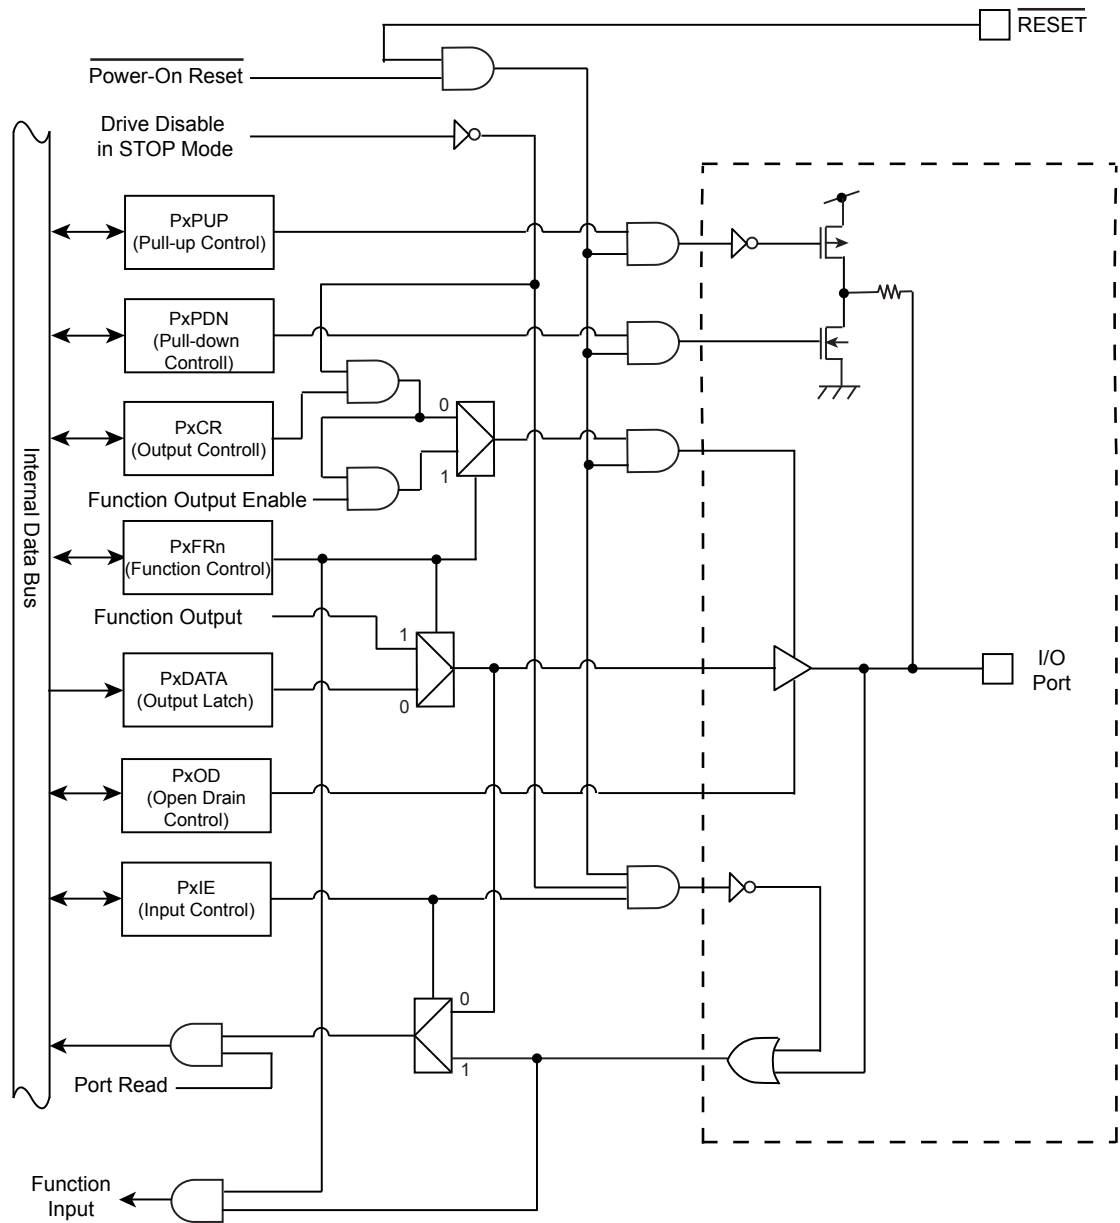 RESET
Power-On Reset
Drive Disable
in STOP Mode
PxPUP
(Pull-up Control)
PxPDN
(Pull-down
Controll)
PxCR
(Output Controll)
0
1
Function Output Enable
Internal Data Bus
PxFRn
(Function Control)
Function Output
1
0
PxDATA
(Output Latch)
I/O
Port
PxOD
(Open Drain
Control)
PxIE
(Input Control)
0
1
Port Read
Function
Input